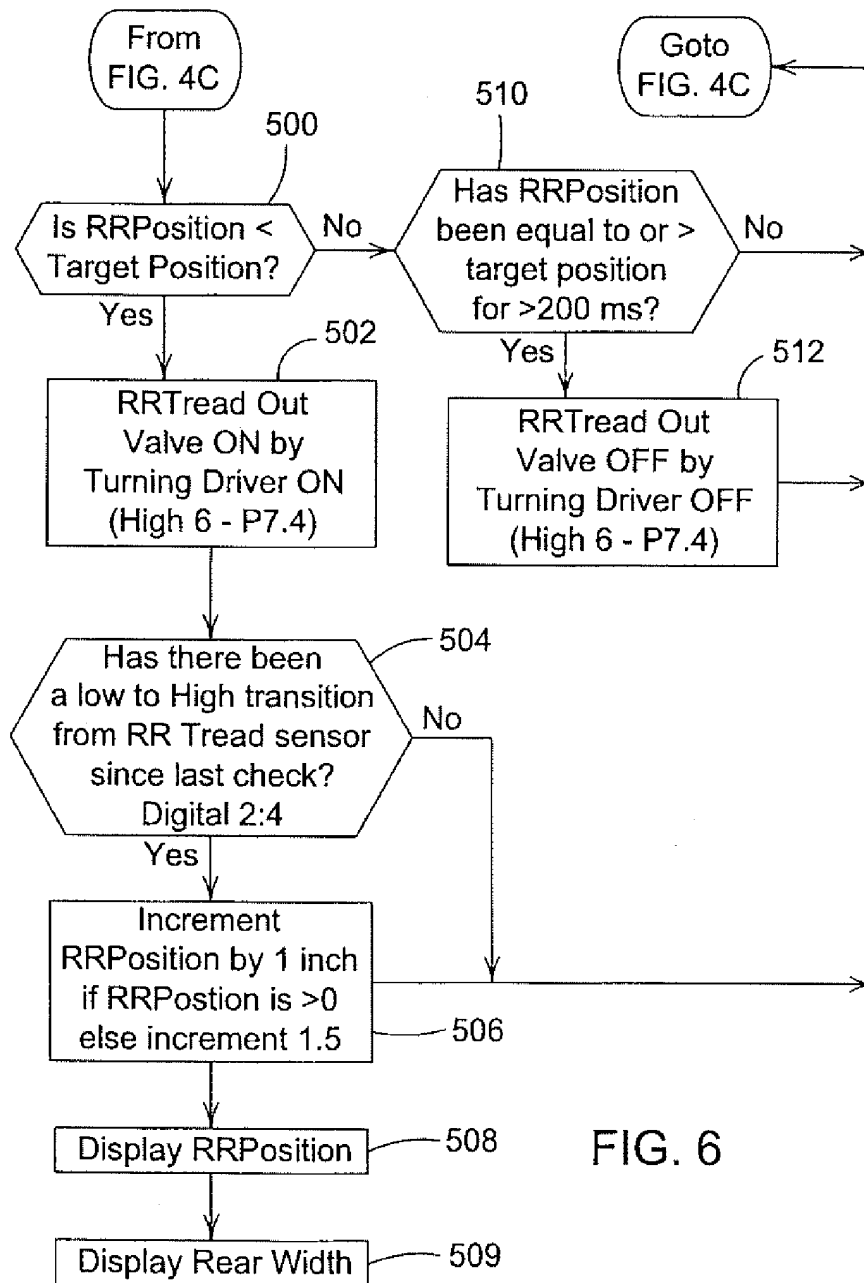 From
FIG. 4C
Goto
FIG. 4C
500
510
Is RRPosition <
Target Position?
No
Has RRPosition
been equal to or >
target position
for >200 ms?
No
Yes
502
Yes
512
RRTread Out
Valve ON by
Turning Driver ON
(High 6 - P7.4)
RRTread Out
Valve OFF by
Turning Driver OFF
(High 6 - P7.4)
504
Has there been
a low to High transition
from RR Tread sensor
since last check?
Digital 2:4
No
Yes
Increment
RRPosition by 1 inch
if RRPostion is >0
else increment 1.5
506
Display RRPosition
508
FIG. 6
Display Rear Width
509